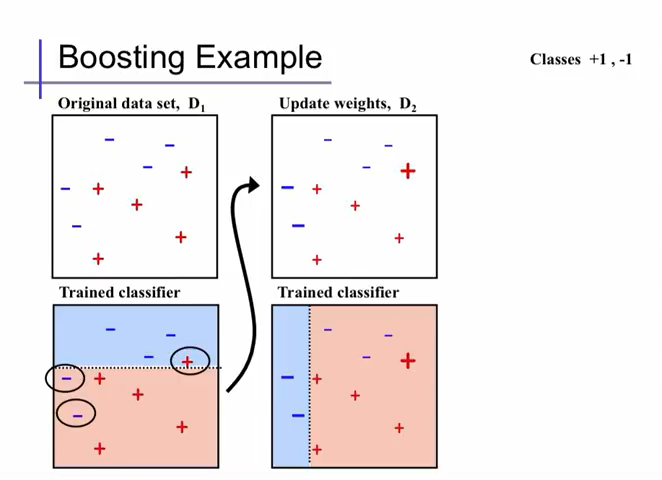 Boosting Example
Classes +1 , -1
Original data set, D1
Update weights, D2
Trained classifier
Trained classifier